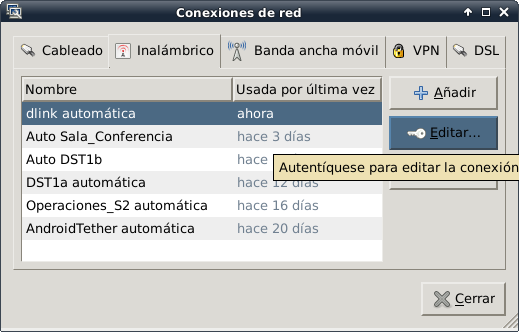 Conexiones de red
Cableado Inalámbrico Banda ancha móvil VPN DSL
Nombre Usada por última vez
dlink automática ahora
Auto Sala_Conferencia hace 3 días
Auto DST1b hace
DST1a automática hace 12 días
Operaciones_S2 automática hace 16 días
AndroidTether automática hace 20 días
Añadir
Editar...
Autentíquese para editar la conexión
Cerrar